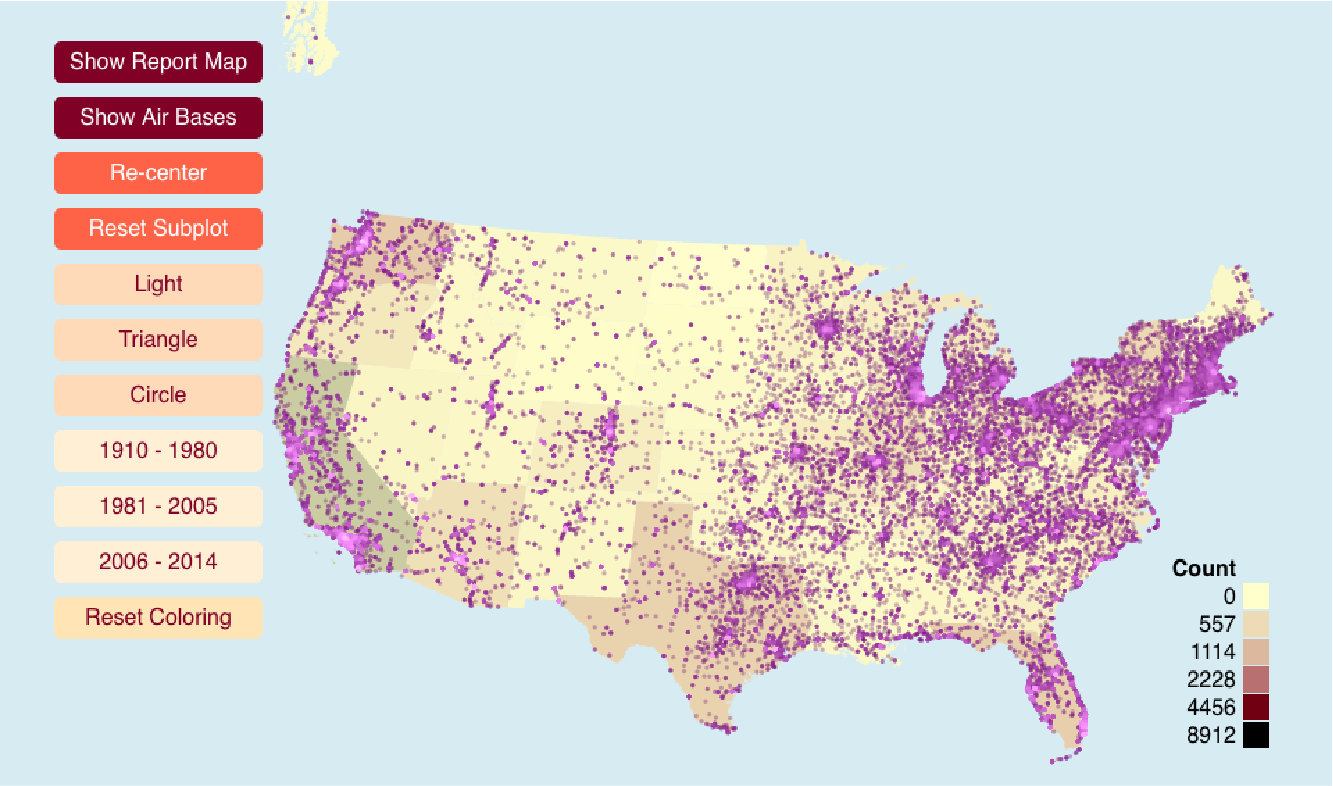 Show Report Map
Show Air Bases
Re-center
Reset Subplot
Light
Triangle
Circle
1910 - 1980
1981 - 2005
2006 - 2014
Reset Coloring
Count
0
557
1114
2228
4456
8912